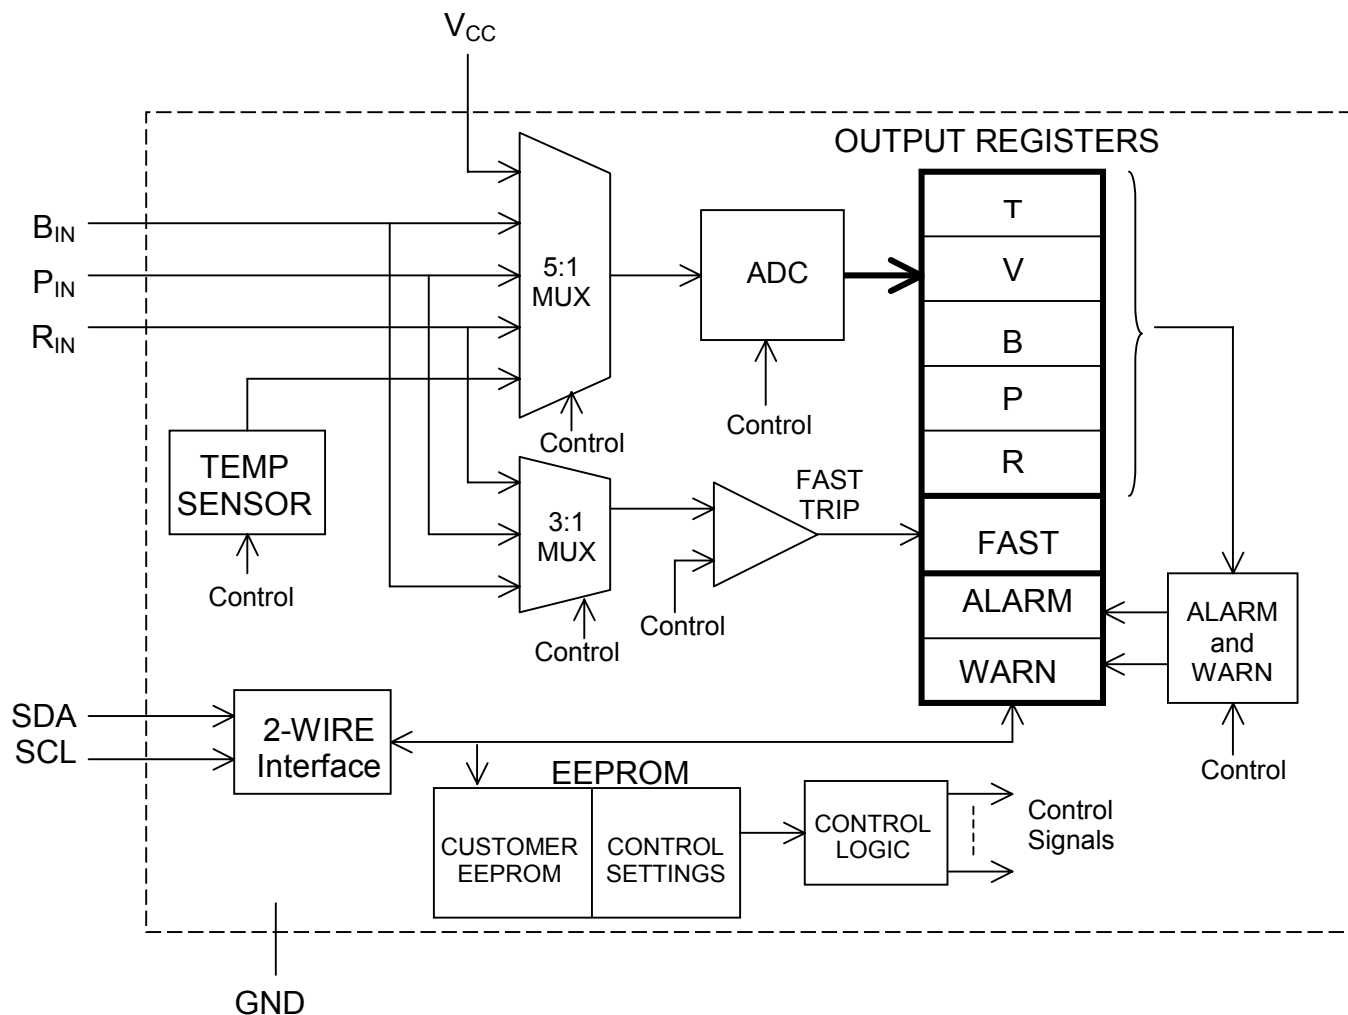 VCC
OUTPUT REGISTERS
BIN
PIN
RIN
5:1
MUX
ADC
T
V
B
P
R
FAST
ALARM
WARN
Control
Control
TEMP
SENSOR
Control
3:1
MUX
Control
FAST
TRIP
Control
ALARM
and
WARN
Control
SDA
SCL
2-WIRE
Interface
EEPROM
CUSTOMER
EEPROM
CONTROL
SETTINGS
CONTROL
LOGIC
Control
Signals
GND